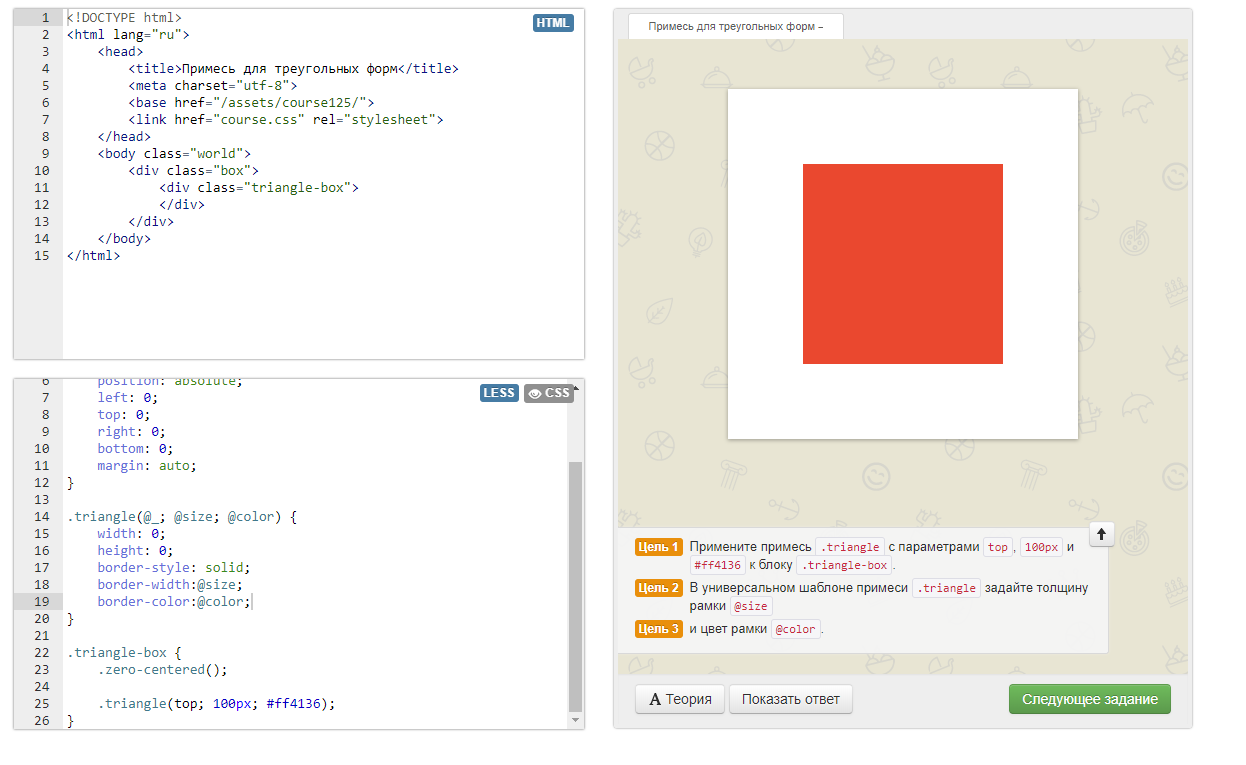 1 <!DOCTYPE html>
HTML
2 <html lang="ru">
3 <head>
4 <title>Примесь для треугольных форм</title>
5 <meta charset="utf-8">
6 <base href="/assets/course125/">
7 <link href="course.css" rel="stylesheet">
8 </head>
9 <body class="world">
10 <div class="box">
11 <div class="triangle-box">
12 </div>
13 </div>
14 </body>
15 </html>
LESS CSS
6 position: absolute;
7 left: 0;
8 top: 0;
9 right: 0;
10 bottom: 0;
11 margin: auto;
12 }
13
14 .triangle(@_; @size; @color) {
15 width: 0;
16 height: 0;
17 border-style: solid;
18 border-width:@size;
19 border-color:@color;
20 }
21
22 .triangle-box {
23 .zero-centered();
24
25 .triangle(top; 100px; #ff4136);
26 }
Примесь для треугольных форм –
Цель 1 Примените примесь .triangle с параметрами top, 100px и
#ff4136 к блоку .triangle-box.
Цель 2 В универсальном шаблоне примеси .triangle задайте толщину
рамки @size
Цель 3 и цвет рамки @color.
A Теория Показать ответ Следующее задание